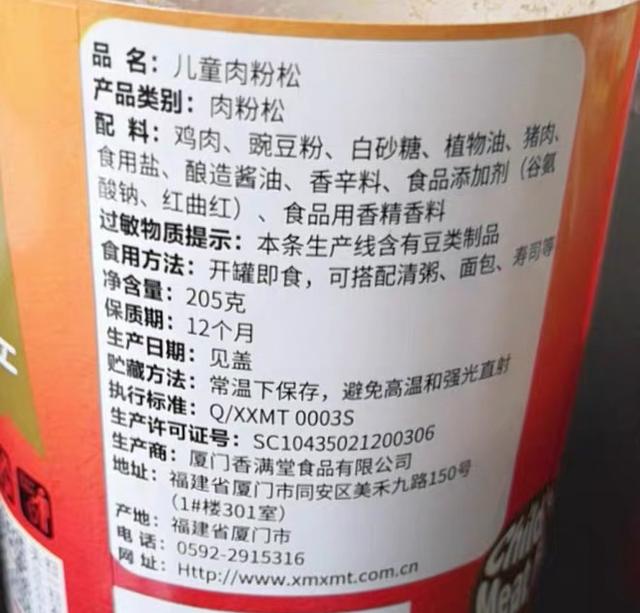 品 名：儿童肉粉松
产品类别：肉粉松
配 料：鸡肉、豌豆粉、白砂糖、植物油、猪肉、
食用盐、酿造酱油、香辛料、食品添加剂（谷氨
酸钠、红曲红）、食品用香精香料
过敏物质提示：本条生产线含有豆类制品
食用方法：开罐即食，可搭配清粥、面包、寿司等
净含量：205克
保质期：12个月
生产日期：见盖
贮藏方法：常温下保存，避免高温和强光直射
执行标准：Q/XXMT 0003S
生产许可证号：SC10435021200306
生产商：厦门香满堂食品有限公司
地址：福建省厦门市同安区美禾九路150号
（1#楼301室）
产地：福建省厦门市
电话：0592-2915316
网址：Http://www.xmxmt.com.cn
Meat